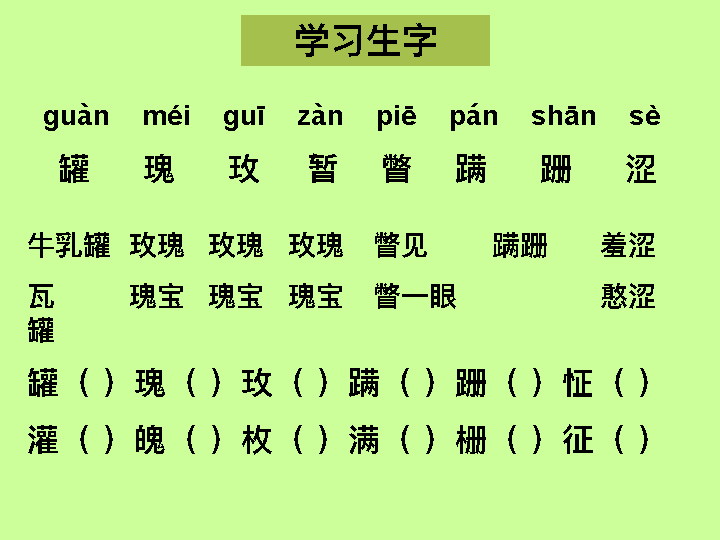 学习生字
guàn méi guī zàn piē pán shān sè
罐 瑰 玫 暂 瞥 蹒 跚 涩
牛乳罐 玫瑰 玫瑰 玫瑰 瞥见 蹒跚 羞涩
瓦 瑰宝 瑰宝 瑰宝 瞥一眼 憨涩
罐
罐（ ）瑰（ ）玫（ ）蹒（ ）跚（ ）怔（ ）
灌（ ）魄（ ）枚（ ）满（ ）栅（ ）征（ ）